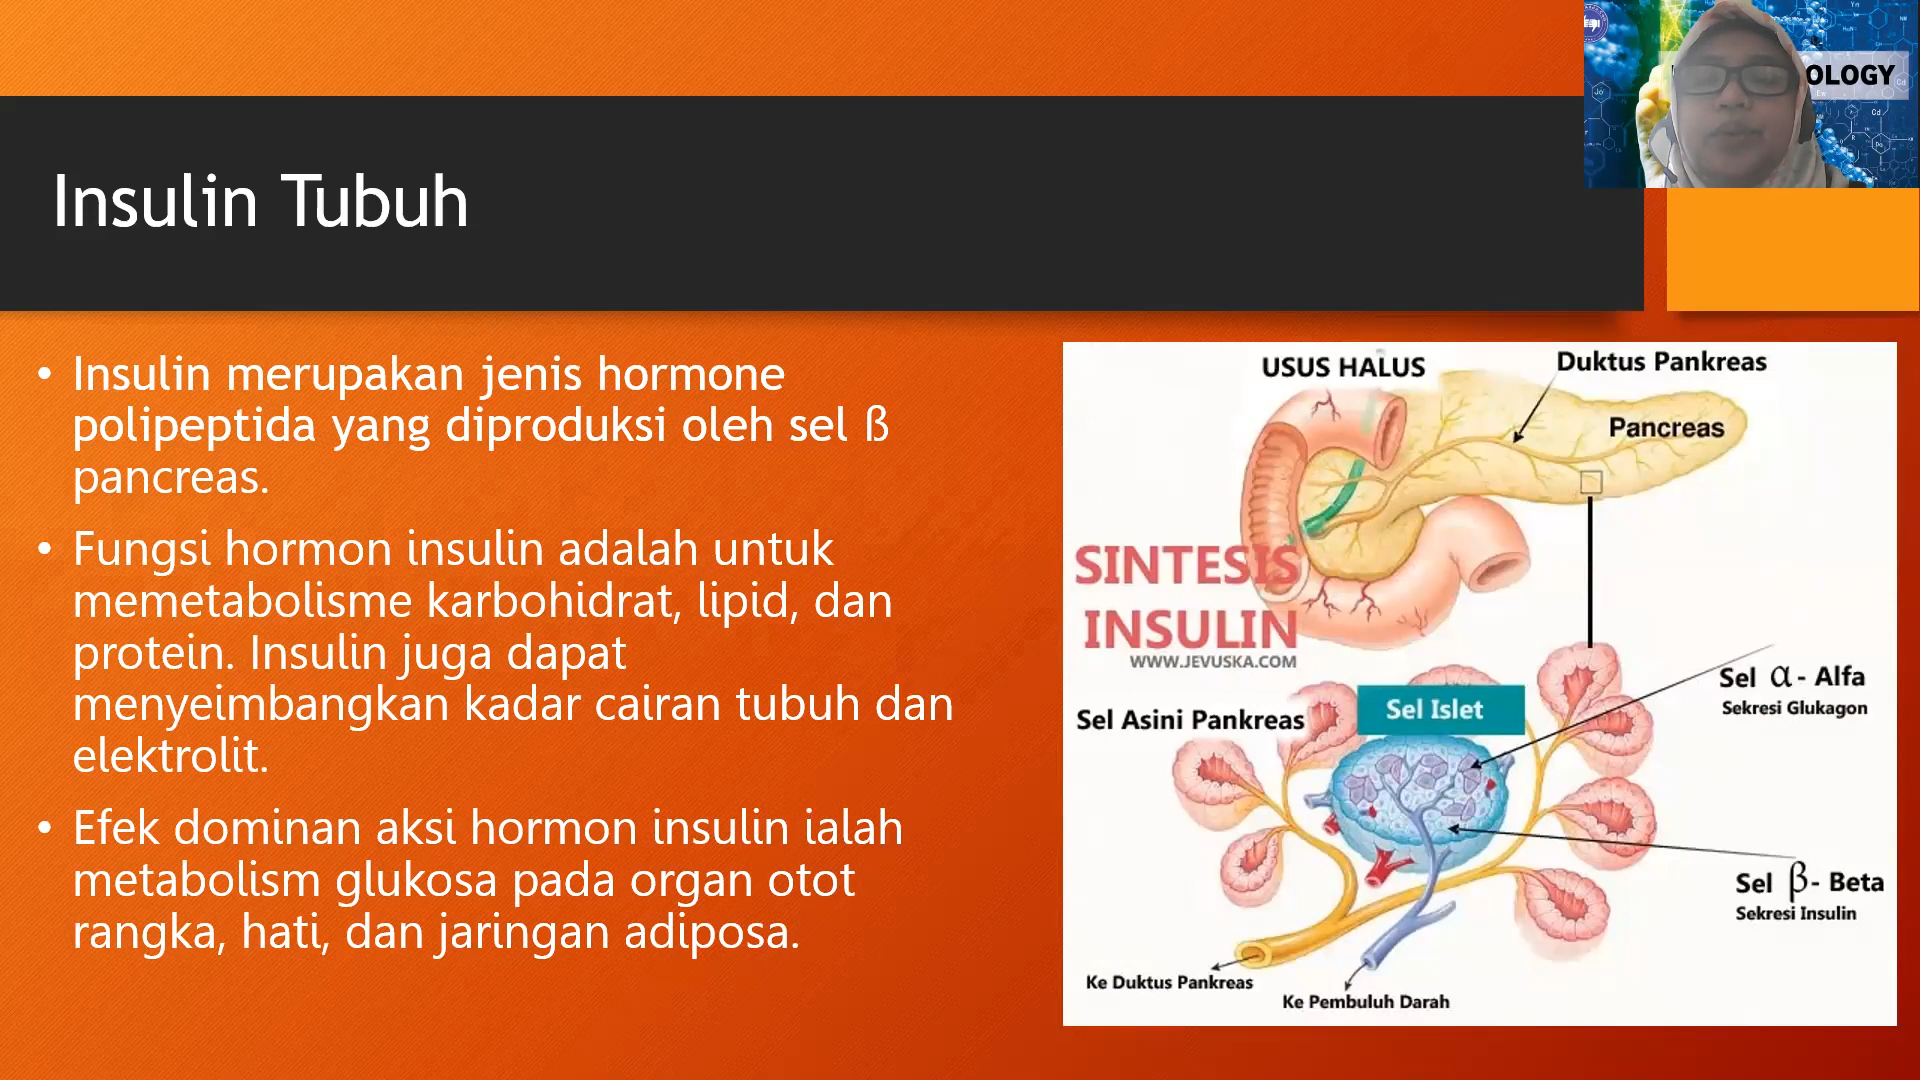 OLOGY
Insulin Tubuh
• Insulin merupakan jenis hormone
polipeptida yang diproduksi oleh sel ß
pancreas.
• Fungsi hormon insulin adalah untuk
memetabolisme karbohidrat, lipid, dan
protein. Insulin juga dapat
menyeimbangkan kadar cairan tubuh dan
elektrolit.
• Efek dominan aksi hormon insulin ialah
metabolism glukosa pada organ otot
rangka, hati, dan jaringan adiposa.
USUS HALUS
Duktus Pankreas
Pancreas
SINTESIS
INSULIN
WWW.JEVUSKA.COM
Sel α - Alfa
Sekresi Glukagon
Sel Asini Pankreas
Sel Islet
Sel β - Beta
Sekresi Insulin
Ke Duktus Pankreas
Ke Pembuluh Darah